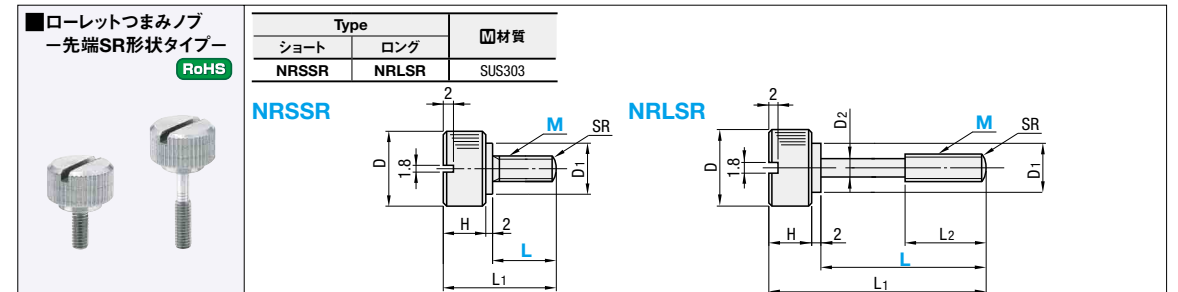 ■ローレットつまみノブ
ー先端SR形状タイプー
RoHS
Type
M材質
ショート ロング
NRSSR NRLSR SUS303
NRSSR
2
M
SR
D
1.8
D1
H
2
L
L1
NRLSR
2
D2
M
SR
D
1.8
D1
H
2
L2
L
L1